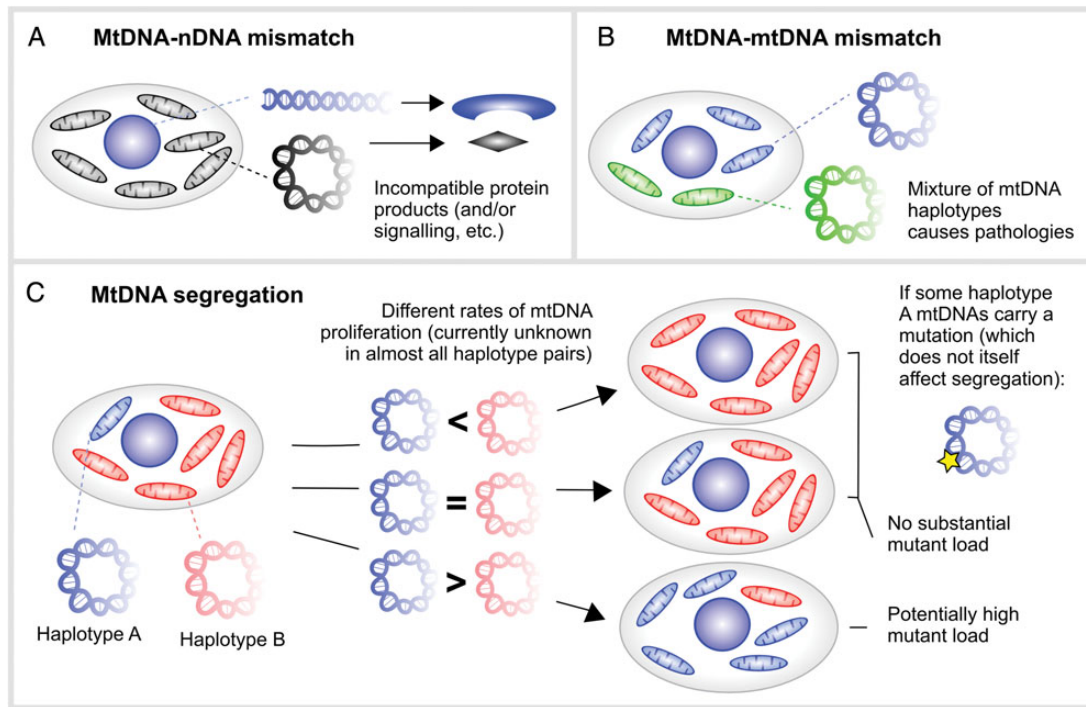 A MtDNA-nDNA mismatch
Incompatible protein
products (and/or
signalling, etc.)
B MtDNA-mtDNA mismatch
Mixture of mtDNA
haplotypes
causes pathologies
C MtDNA segregation
Different rates of mtDNA
proliferation (currently unknown
in almost all haplotype pairs)
<
=
>
Haplotype A
Haplotype B
If some haplotype
A mtDNAs carry a
mutation (which
does not itself
affect segregation):
No substantial
mutant load
Potentially high
mutant load